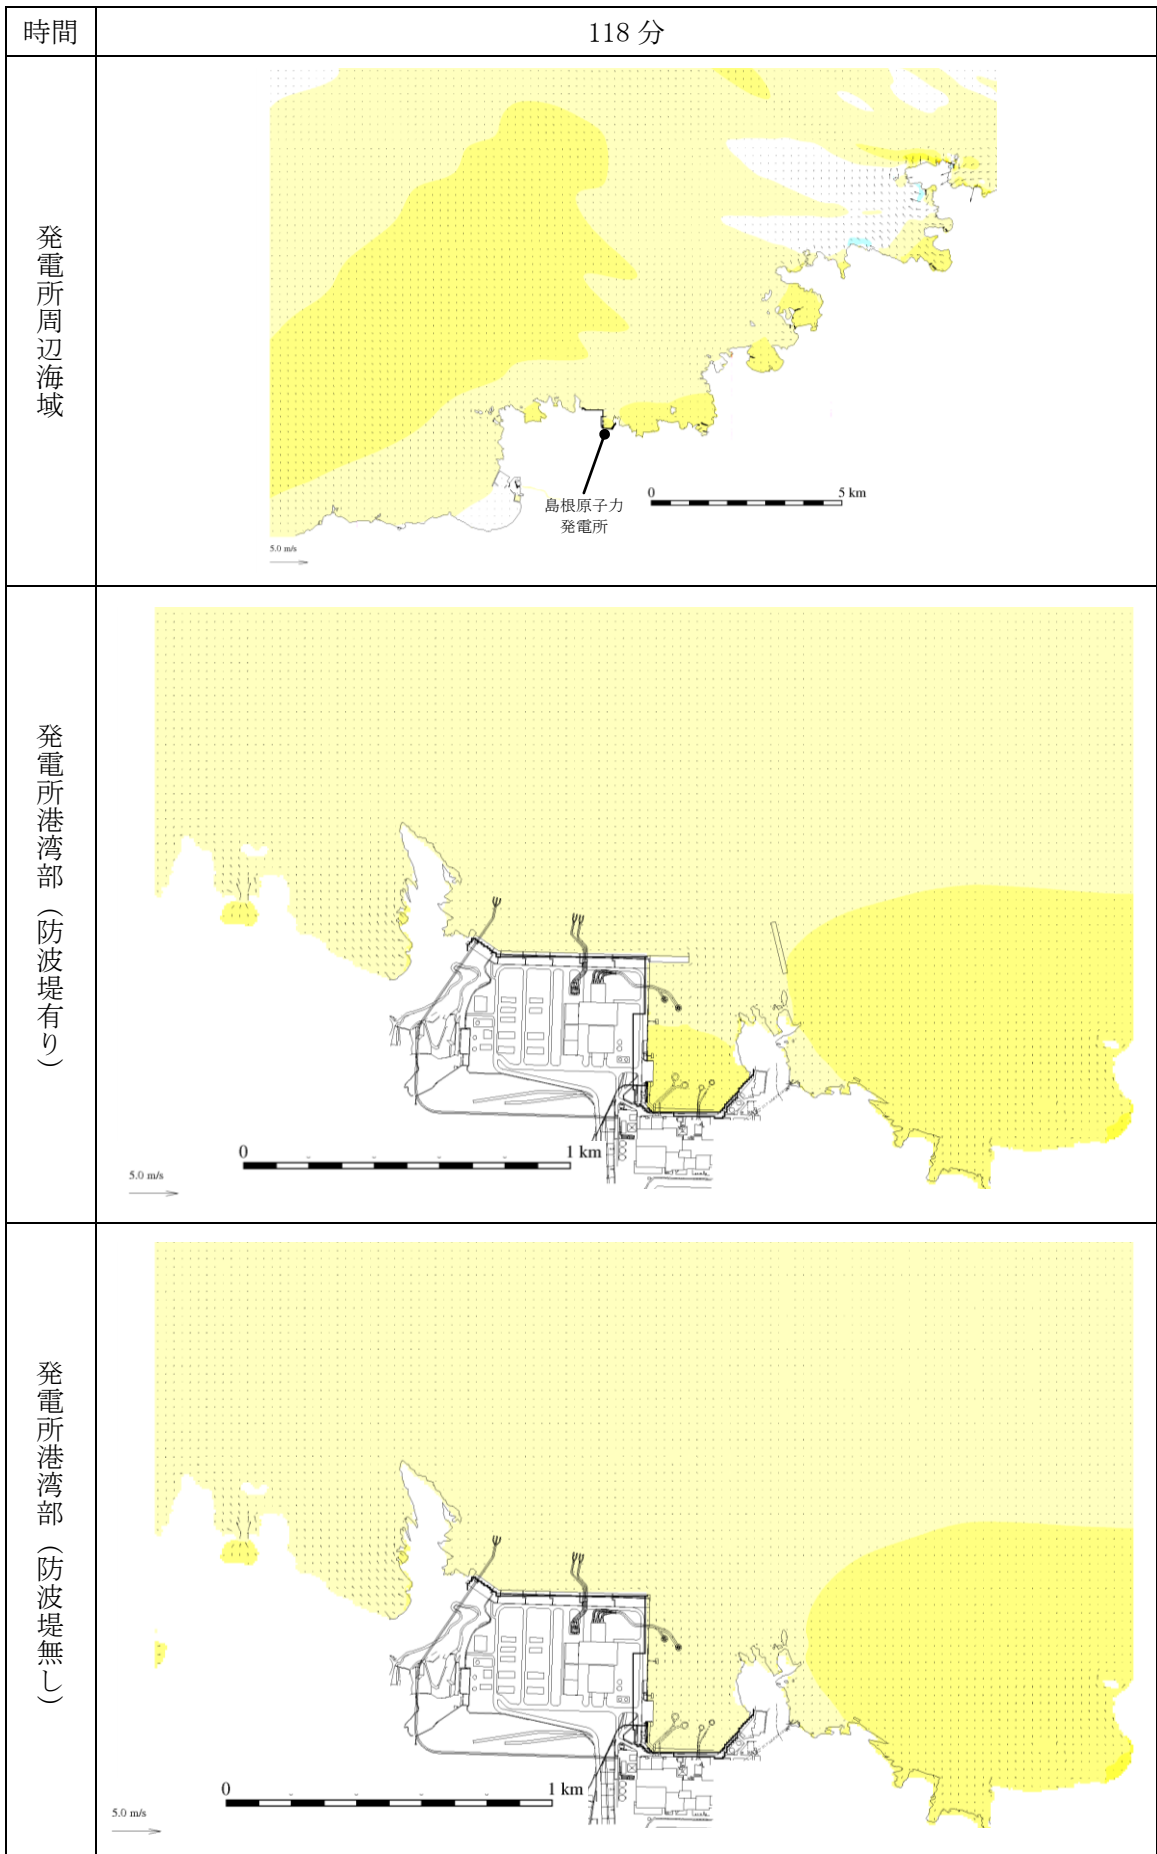 時間
118 分
発電所周辺海域
島根原子力
発電所
0
5 km
5.0 m/s
発電所港湾部（防波堤有り）
0
1 km
5.0 m/s
発電所港湾部（防波堤無し）
0
1 km
5.0 m/s